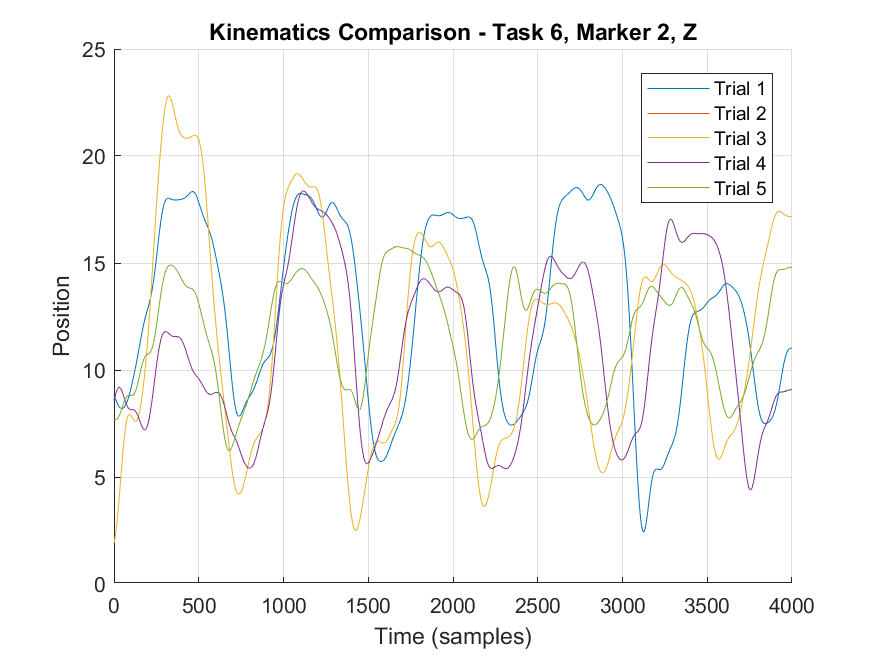 Kinematics Comparison - Task 6, Marker 2, Z
25
20
15
10
5
0
Position
Trial 1
Trial 2
Trial 3
Trial 4
Trial 5
0 500 1000 1500 2000 2500 3000 3500 4000
Time (samples)